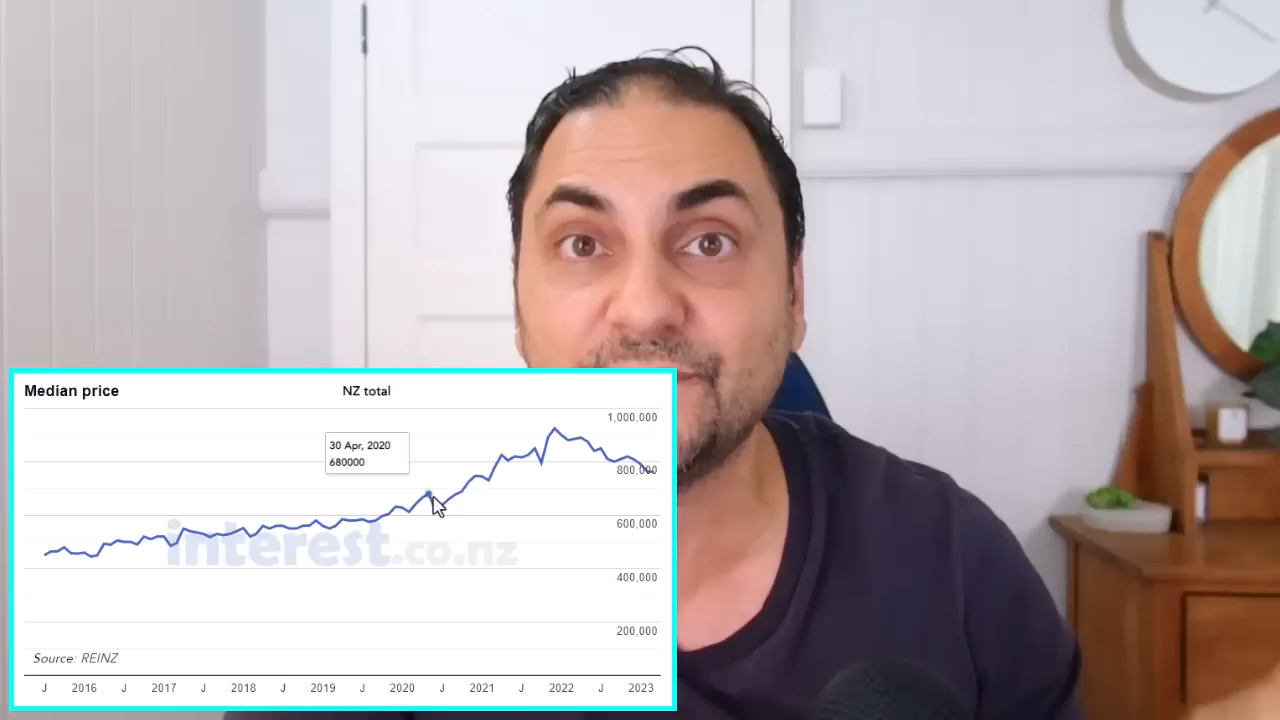 Median price
NZ total
1,000,000
30 Apr, 2020
680000
800,000
600,000
interest.co.nz
400,000
200,000
Source: REINZ
J 2016 J 2017 J 2018 J 2019 J 2020 J 2021 J 2022 J 2023